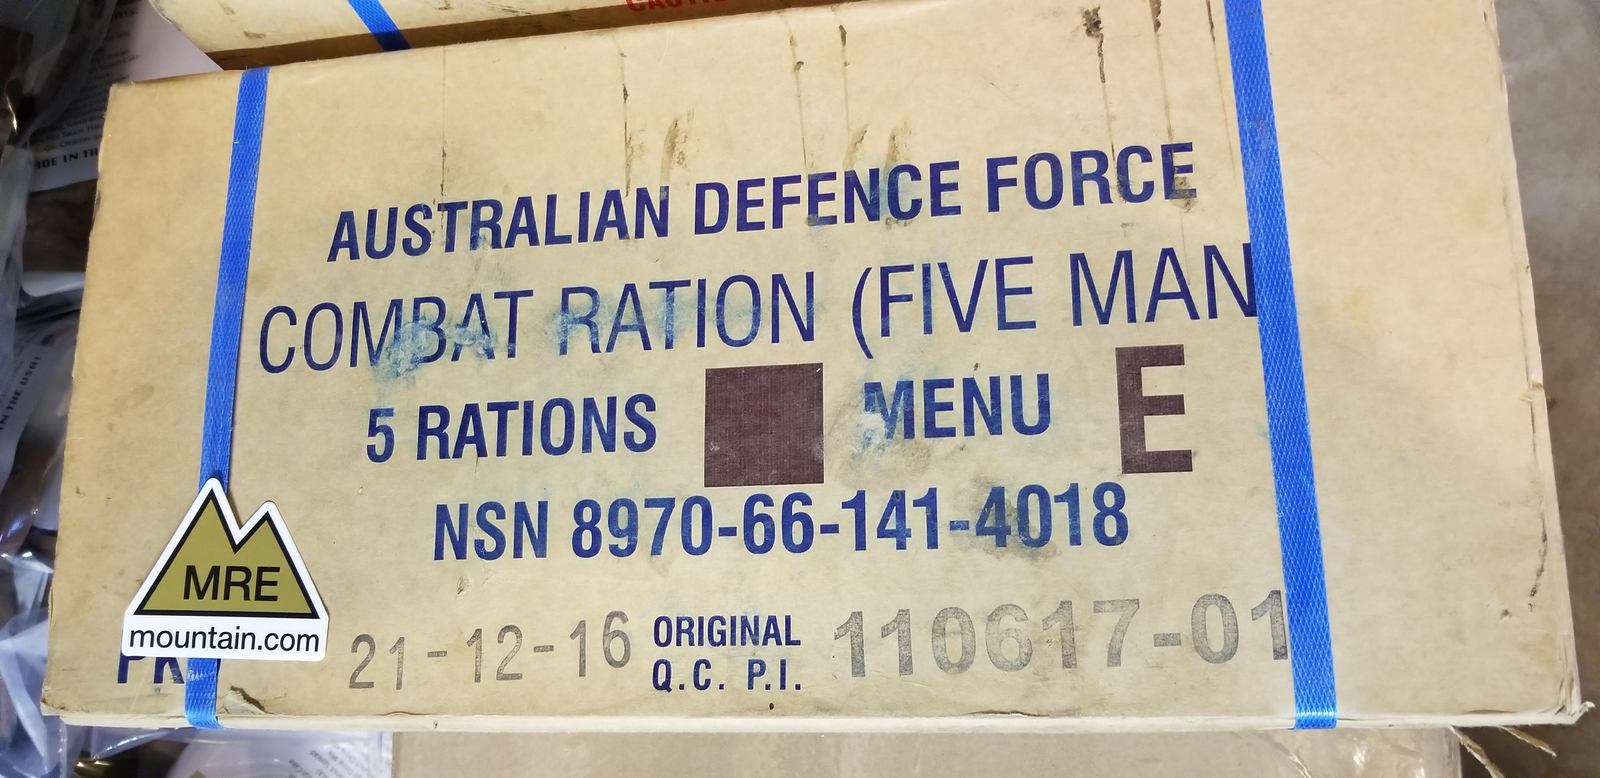 AUSTRALIAN DEFENCE FORCE
COMBAT RATION (FIVE MAN
5 RATIONS MENU E
NSN 8970-66-141-4018
MRE
mountain.com
21-12-16 ORIGINAL 110617-01
Q.C. P.I.